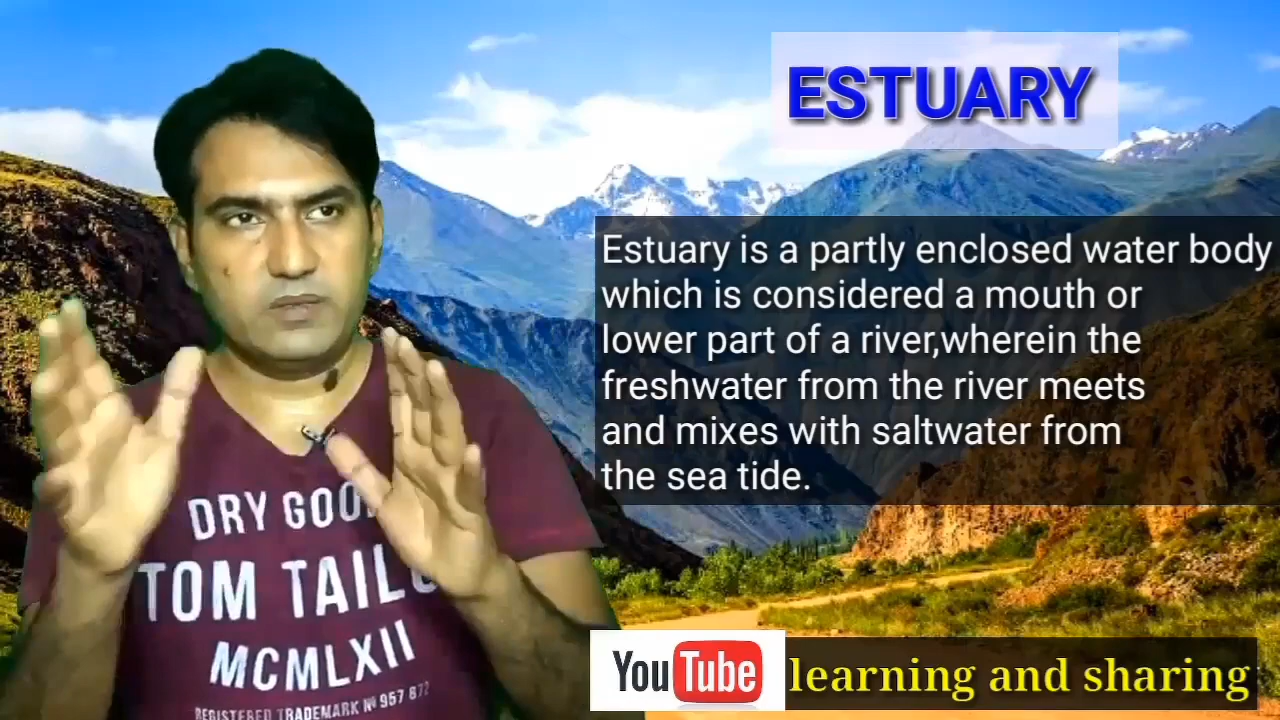 ESTUARY
Estuary is a partly enclosed water body
which is considered a mouth or
lower part of a river,wherein the
freshwater from the river meets
and mixes with saltwater from
the sea tide.
DRY GOO
TOM TAILO
MCMLXII
REGISTERED TRADEMARK Nº 957 872
YouTube learning and sharing